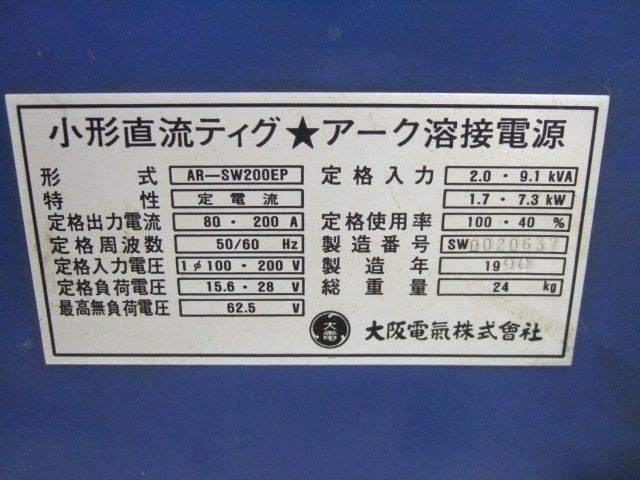 小形直流ティグ★アーク溶接電源
形式 AR-SW200EP
特性 定電流
定格出力電流 80・200 A
定格周波数 50/60 Hz
定格入力電圧 1φ100・200 V
定格負荷電圧 15.6・28 V
最高無負荷電圧 62.5 V
定格入力 2.0・9.1 kVA
1.7・7.3 kW
定格使用率 100・40 %
製造番号 SW0020637
製造年 1990
総重量 24 kg
大電 大阪電氣株式會社